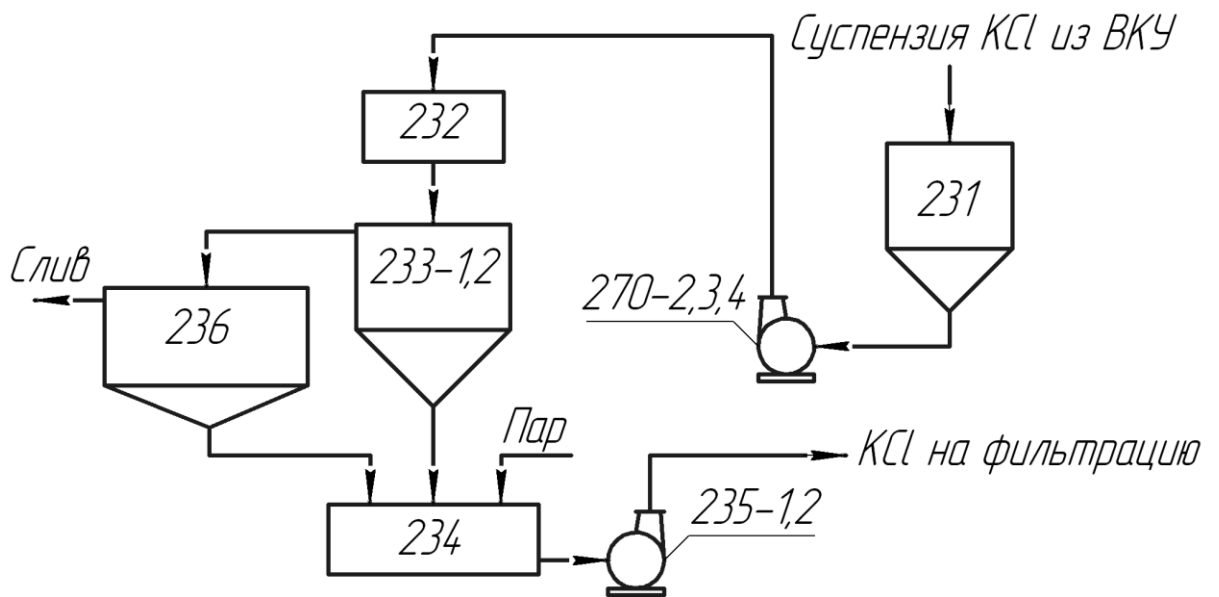 Суспензия KCl из ВКУ
232
231
233-1,2
Слив
270-2,3,4
236
Пар
KCl на фильтрацию
235-1,2
234